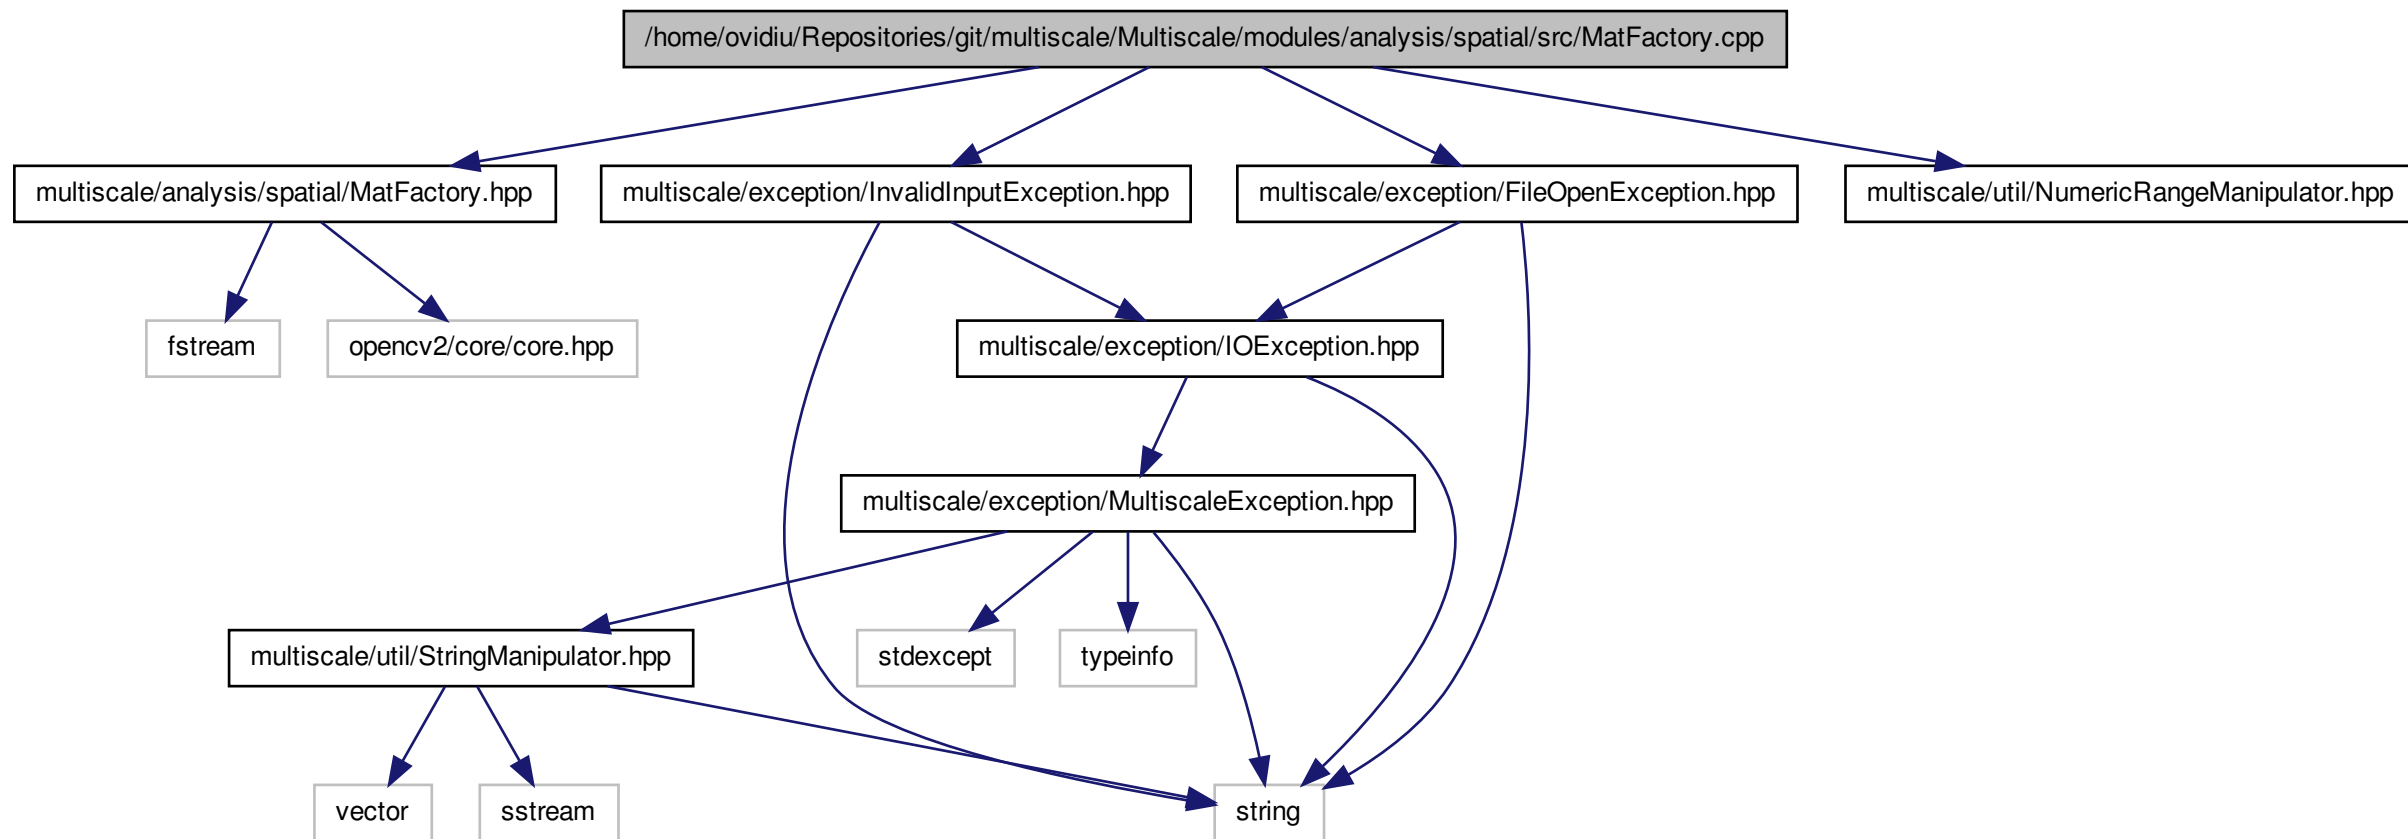 /home/ovidiu/Repositories/git/multiscale/Multiscale/modules/analysis/spatial/src/MatFactory.cpp
multiscale/analysis/spatial/MatFactory.hpp
multiscale/exception/InvalidInputException.hpp
multiscale/exception/FileOpenException.hpp
multiscale/util/NumericRangeManipulator.hpp
fstream
opencv2/core/core.hpp
multiscale/exception/IOException.hpp
multiscale/exception/MultiscaleException.hpp
multiscale/util/StringManipulator.hpp
stdexcept
typeinfo
vector
sstream
string